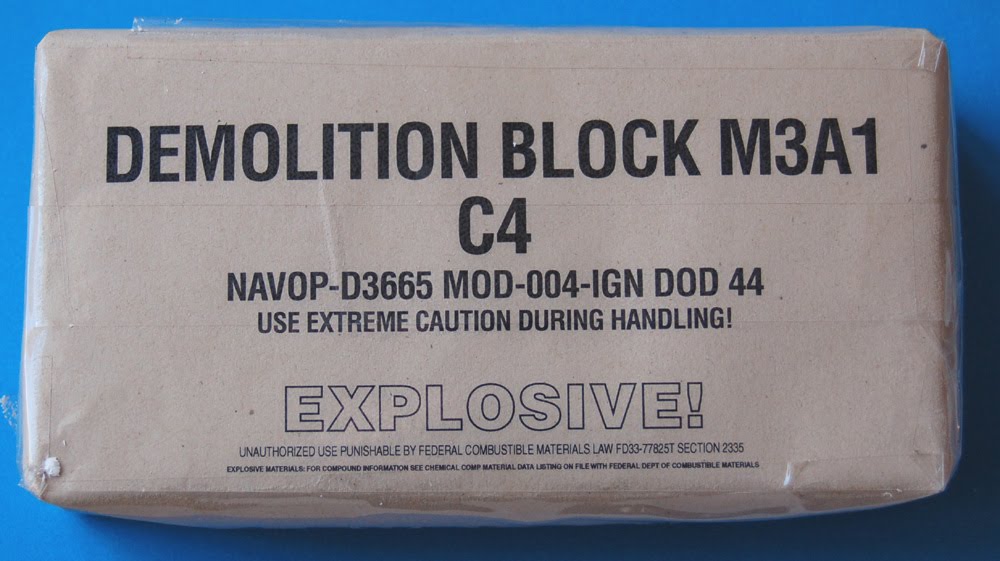 DEMOLITION BLOCK M3A1
C4
NAVOP-D3665 MOD-004-IGN DOD 44
USE EXTREME CAUTION DURING HANDLING!
EXPLOSIVE!
UNAUTHORIZED USE PUNISHABLE BY FEDERAL COMBUSTIBLE MATERIALS LAW FD33-77825T SECTION 2335
EXPLOSIVE MATERIALS: FOR COMPOUND INFORMATION SEE CHEMICAL COMP MATERIAL DATA LISTING ON FILE WITH FEDERAL DEPT OF COMBUSTIBLE MATERIALS